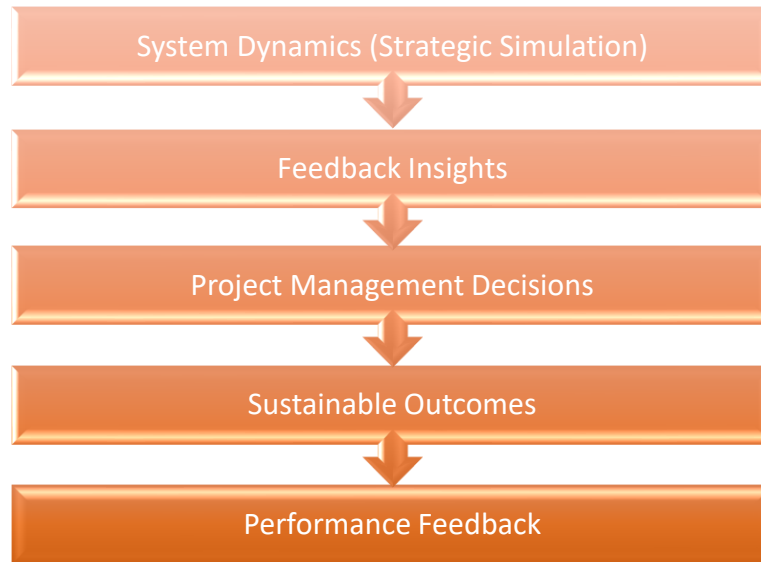 System Dynamics (Strategic Simulation)
Feedback Insights
Project Management Decisions
Sustainable Outcomes
Performance Feedback